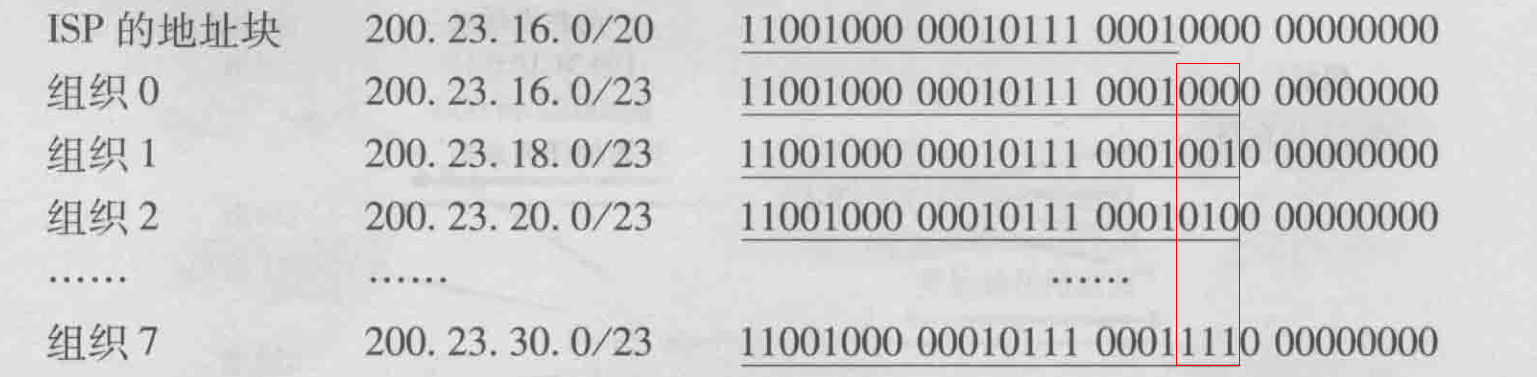 ISP 的地址块 200. 23. 16. 0/20 11001000 00010111 00010000 00000000
组织 0 200. 23. 16. 0/23 11001000 00010111 00010000 00000000
组织 1 200. 23. 18. 0/23 11001000 00010111 00010010 00000000
组织 2 200. 23. 20. 0/23 11001000 00010111 00010100 00000000
…… …… ……
组织 7 200. 23. 30. 0/23 11001000 00010111 00011110 00000000